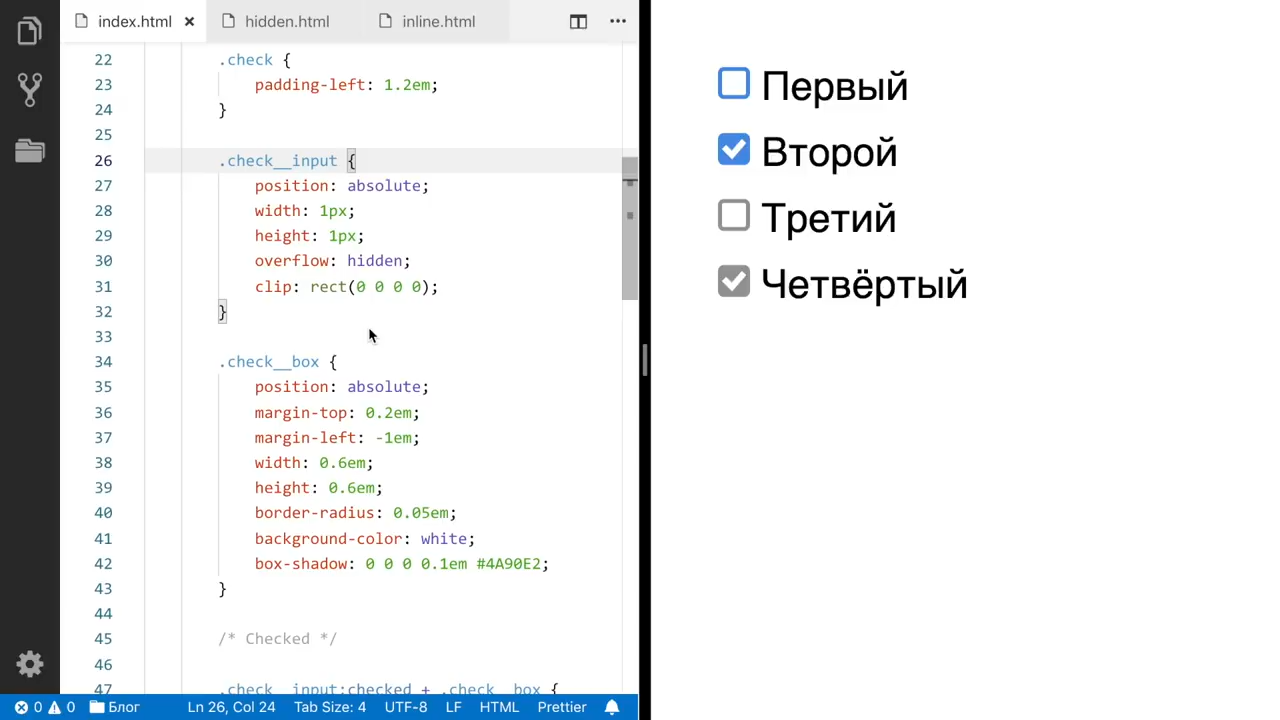 index.html × hidden.html inline.html
22 .check {
23 padding-left: 1.2em;
24 }
25
26 .check__input {
27 position: absolute;
28 width: 1px;
29 height: 1px;
30 overflow: hidden;
31 clip: rect(0 0 0 0);
32 }
33
34 .check__box {
35 position: absolute;
36 margin-top: 0.2em;
37 margin-left: -1em;
38 width: 0.6em;
39 height: 0.6em;
40 border-radius: 0.05em;
41 background-color: white;
42 box-shadow: 0 0 0 0.1em #4A90E2;
43 }
44
45 /* Checked */
46
47 .check__input:checked + .check__box {
0 0 Блог Ln 26, Col 24 Tab Size: 4 UTF-8 LF HTML Prettier
Первый
Второй
Третий
Четвёртый